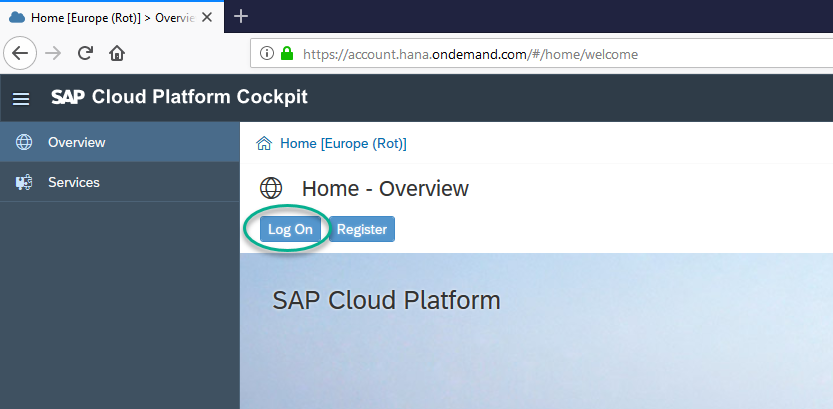 Home [Europe (Rot)] > Overvie
https://account.hana.ondemand.com/#/home/welcome
SAP Cloud Platform Cockpit
Overview
Services
Home [Europe (Rot)]
Home - Overview
Log On Register
SAP Cloud Platform